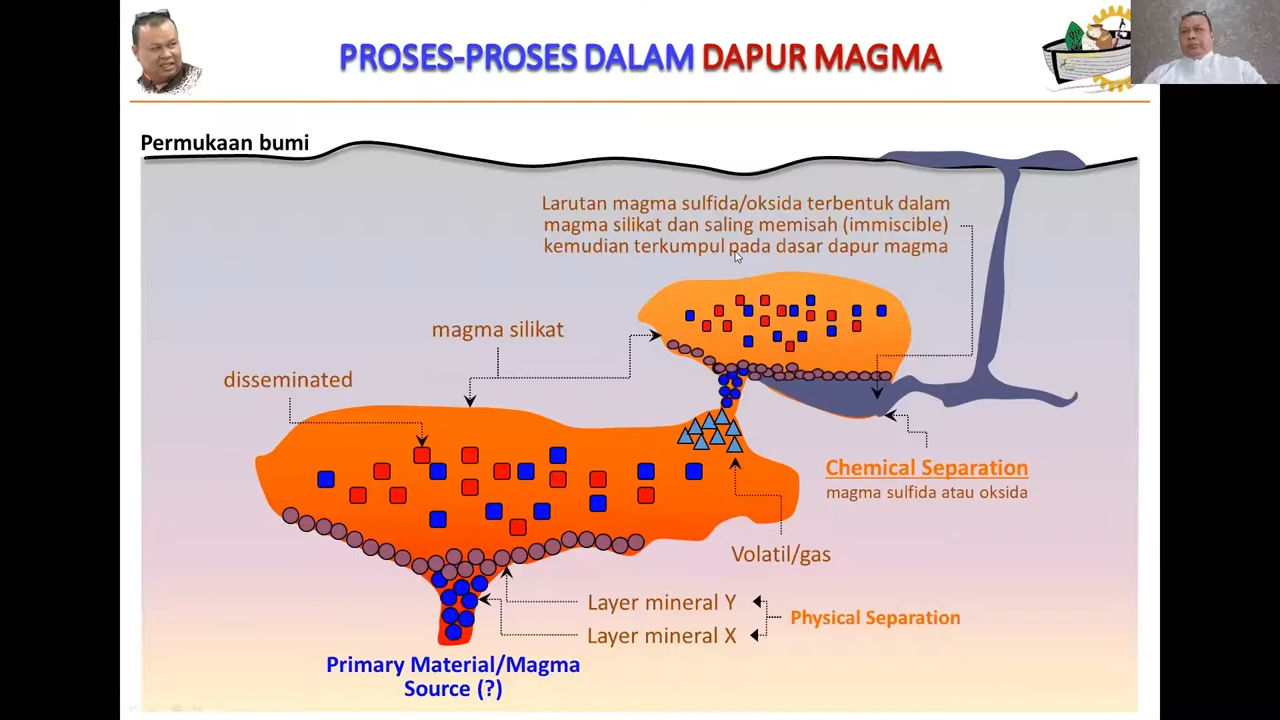 PROSES-PROSES DALAM DAPUR MAGMA
Permukaan bumi
Larutan magma sulfida/oksida terbentuk dalam
magma silikat dan saling memisah (immiscible)
kemudian terkumpul pada dasar dapur magma
magma silikat
disseminated
Chemical Separation
magma sulfida atau oksida
Volatil/gas
Layer mineral Y
Physical Separation
Layer mineral X
Primary Material/Magma
Source (?)